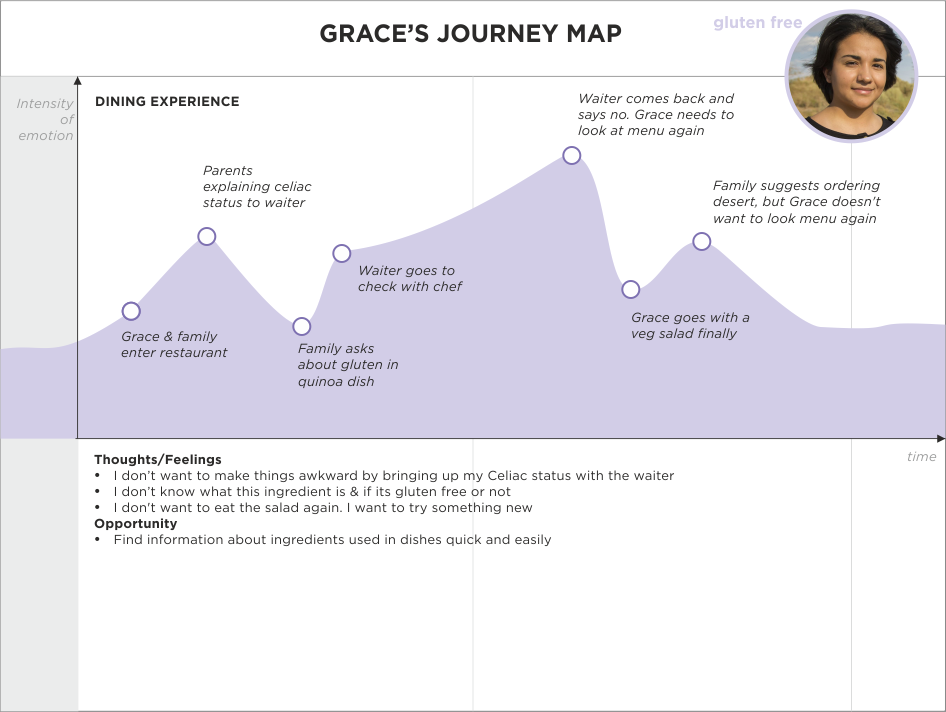 GRACE’S JOURNEY MAP
gluten free
Intensity
of
emotion
DINING EXPERIENCE
Waiter comes back and
says no. Grace needs to
look at menu again
Parents
explaining celiac
status to waiter
Family suggests ordering
desert, but Grace doesn't
want to look menu again
Waiter goes to
check with chef
Grace & family
enter restaurant
Family asks
about gluten in
quinoa dish
Grace goes with a
veg salad finally
time
Thoughts/Feelings
• I don’t want to make things awkward by bringing up my Celiac status with the waiter
• I don’t know what this ingredient is & if its gluten free or not
• I don't want to eat the salad again. I want to try something new
Opportunity
• Find information about ingredients used in dishes quick and easily